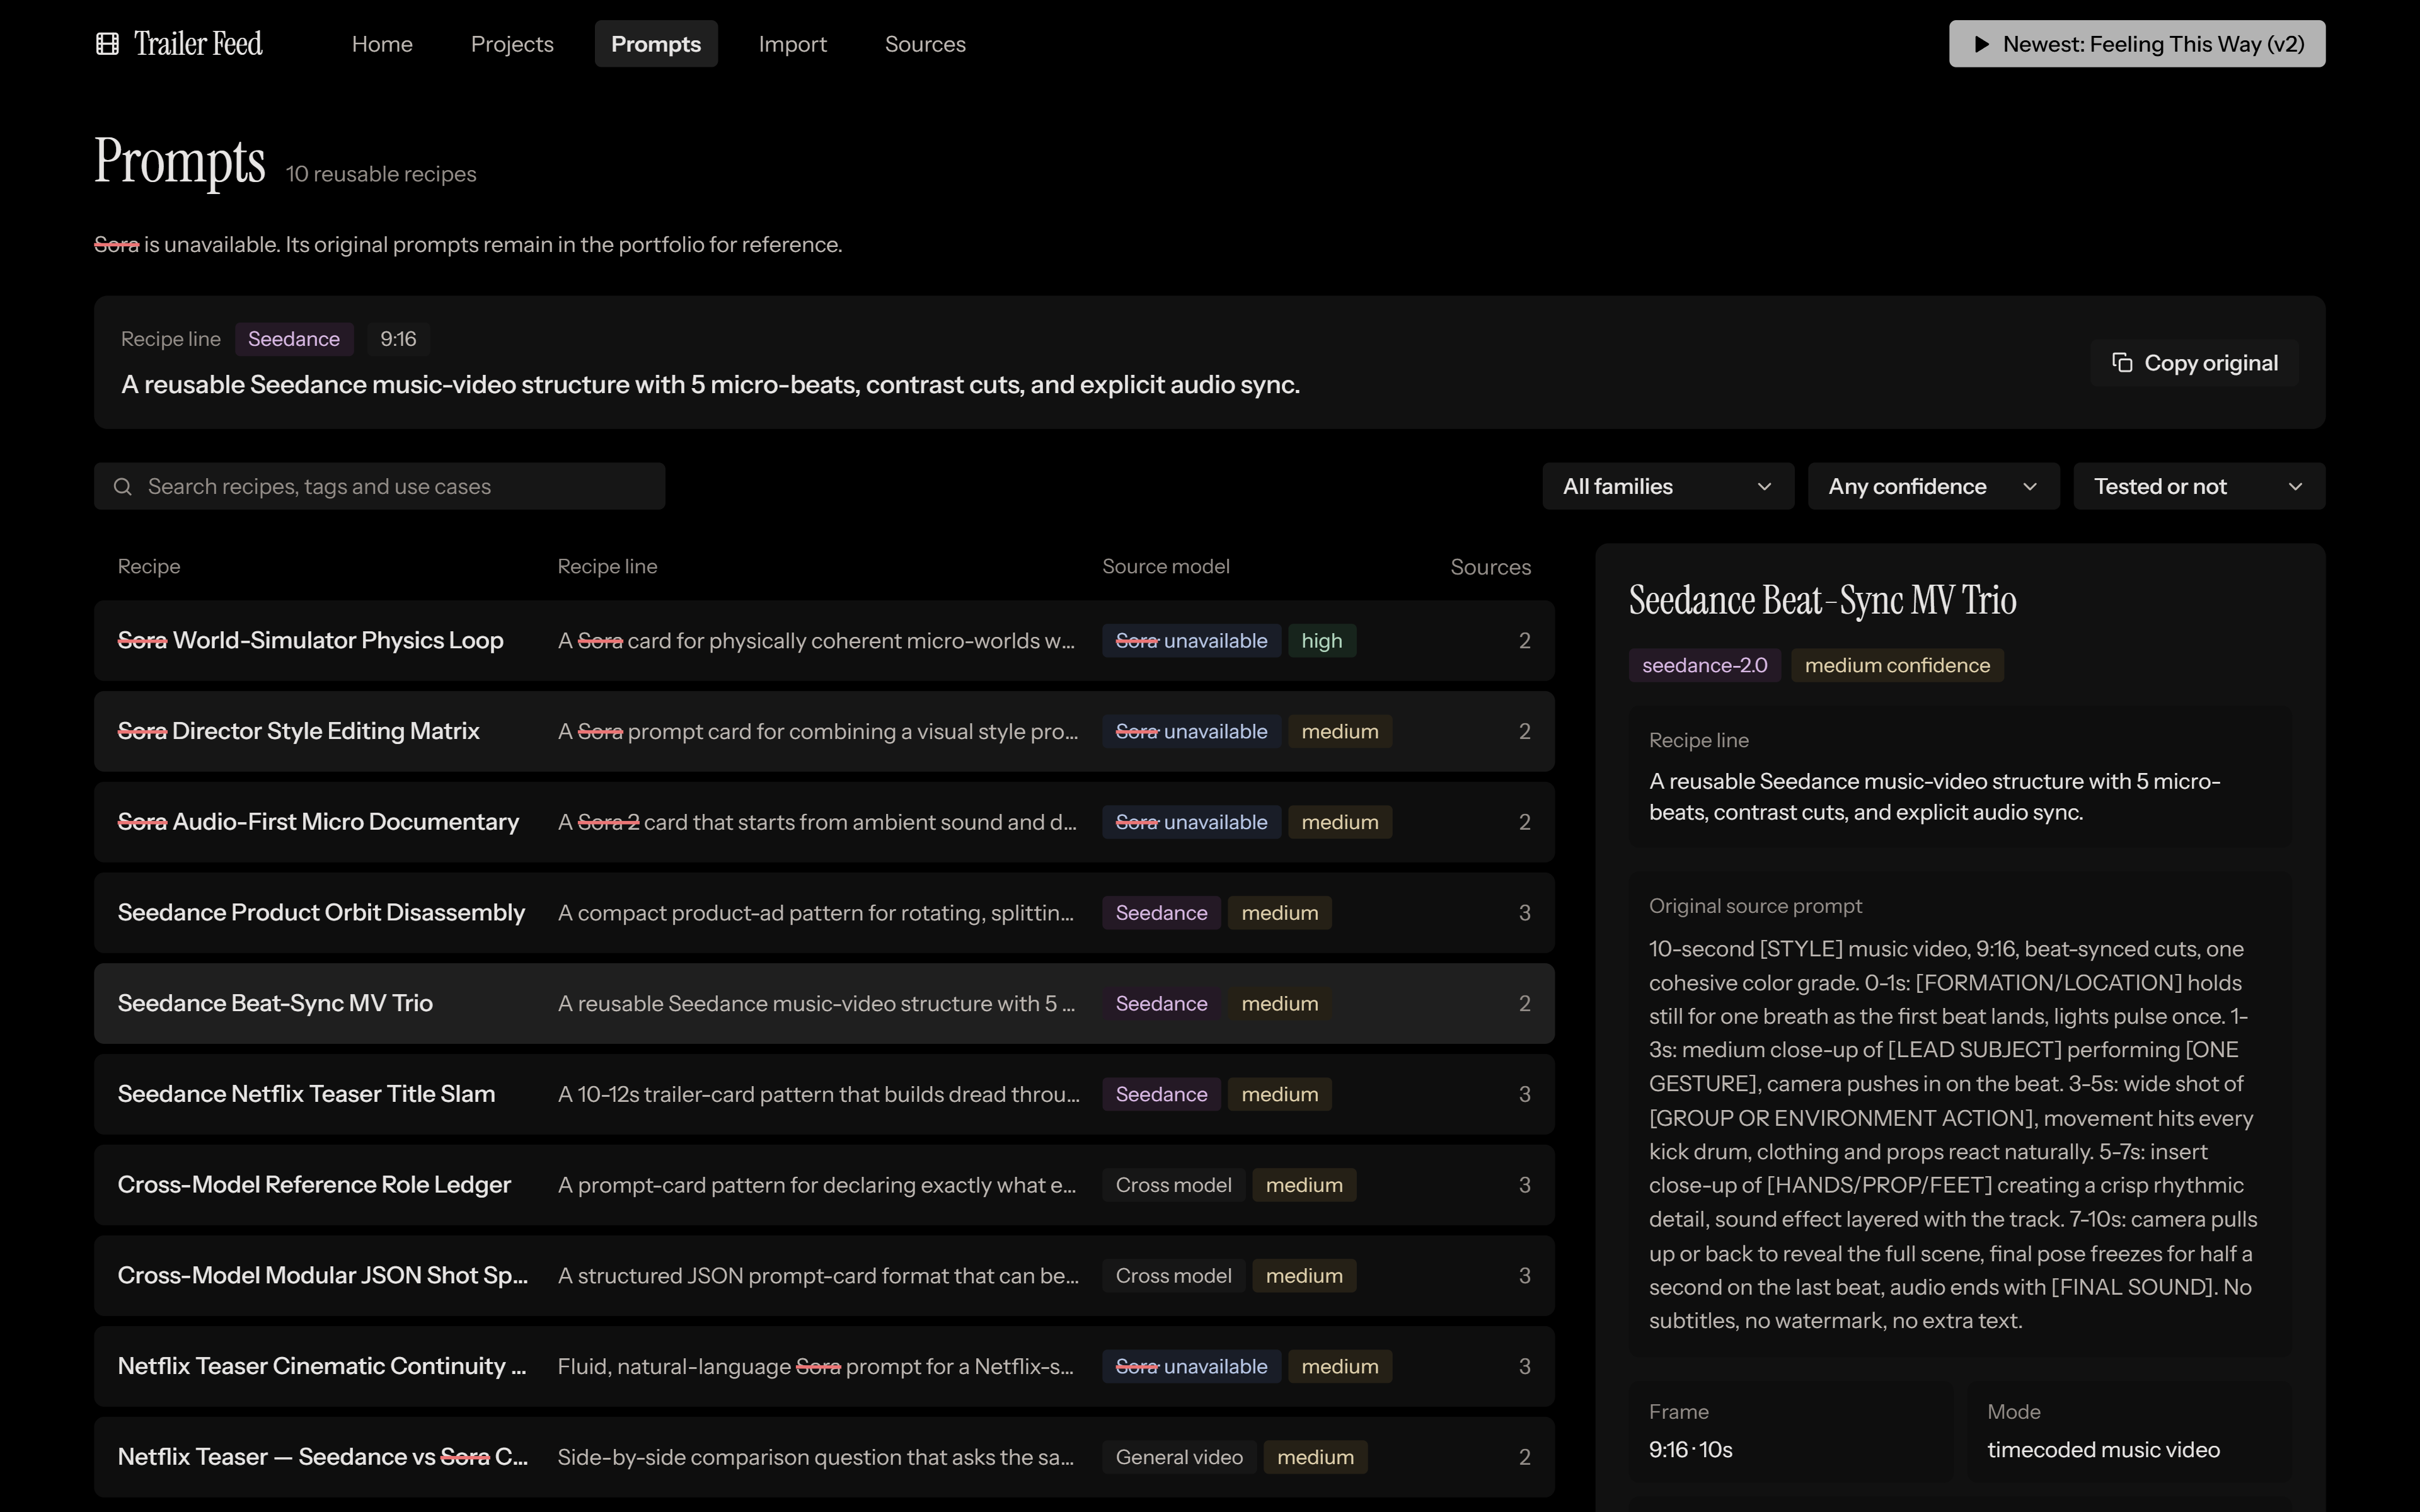 Trailer Feed
Home
Projects
Prompts
Import
Sources
Newest: Feeling This Way (v2)
Prompts
10 reusable recipes
Sora is unavailable. Its original prompts remain in the portfolio for reference.
Recipe line
Seedance
9:16
A reusable Seedance music-video structure with 5 micro-beats, contrast cuts, and explicit audio sync.
Copy original
Search recipes, tags and use cases
All families
Any confidence
Tested or not
Recipe
Recipe line
Source model
Sources
Sora World-Simulator Physics Loop
A Sora card for physically coherent micro-worlds w...
Sora unavailable
high
2
Sora Director Style Editing Matrix
A Sora prompt card for combining a visual style pro...
Sora unavailable
medium
2
Sora Audio-First Micro Documentary
A Sora 2 card that starts from ambient sound and d...
Sora unavailable
medium
2
Seedance Product Orbit Disassembly
A compact product-ad pattern for rotating, splittin...
Seedance
medium
3
Seedance Beat-Sync MV Trio
A reusable Seedance music-video structure with 5 ...
Seedance
medium
2
Seedance Netflix Teaser Title Slam
A 10-12s trailer-card pattern that builds dread throu...
Seedance
medium
3
Cross-Model Reference Role Ledger
A prompt-card pattern for declaring exactly what e...
Cross model
medium
3
Cross-Model Modular JSON Shot Sp...
A structured JSON prompt-card format that can be...
Cross model
medium
3
Netflix Teaser Cinematic Continuity ...
Fluid, natural-language Sora prompt for a Netflix-s...
Sora unavailable
medium
3
Netflix Teaser — Seedance vs Sora C...
Side-by-side comparison question that asks the sa...
General video
medium
2
Seedance Beat-Sync MV Trio
seedance-2.0
medium confidence
Recipe line
A reusable Seedance music-video structure with 5 micro-
beats, contrast cuts, and explicit audio sync.
Original source prompt
10-second [STYLE] music video, 9:16, beat-synced cuts, one
cohesive color grade. 0-1s: [FORMATION/LOCATION] holds
still for one breath as the first beat lands, lights pulse once. 1-
3s: medium close-up of [LEAD SUBJECT] performing [ONE
GESTURE], camera pushes in on the beat. 3-5s: wide shot of
[GROUP OR ENVIRONMENT ACTION], movement hits every
kick drum, clothing and props react naturally. 5-7s: insert
close-up of [HANDS/PROP/FEET] creating a crisp rhythmic
detail, sound effect layered with the track. 7-10s: camera pulls
up or back to reveal the full scene, final pose freezes for half a
second on the last beat, audio ends with [FINAL SOUND]. No
subtitles, no watermark, no extra text.
Frame
9:16 · 10s
Mode
timecoded music video